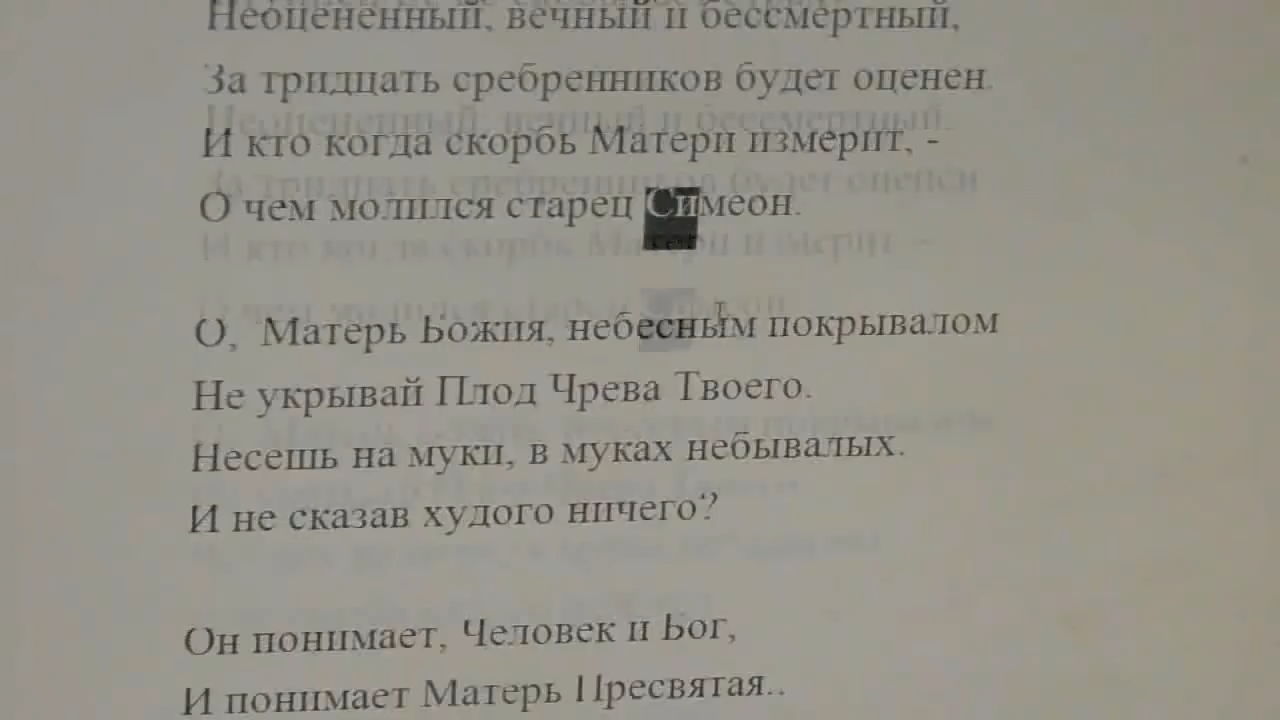 Неоцененный, вечный и бессмертный,
За тридцать сребренников будет оценен.
И кто когда скорбь Матери измерит, -
О чем молился старец Симеон.
О, Матерь Божия, небесным покрывалом
Не укрывай Плод Чрева Твоего.
Несешь на муки, в муках небывалых.
И не сказав худого ничего?
Он понимает, Человек и Бог,
И понимает Матерь Пресвятая..